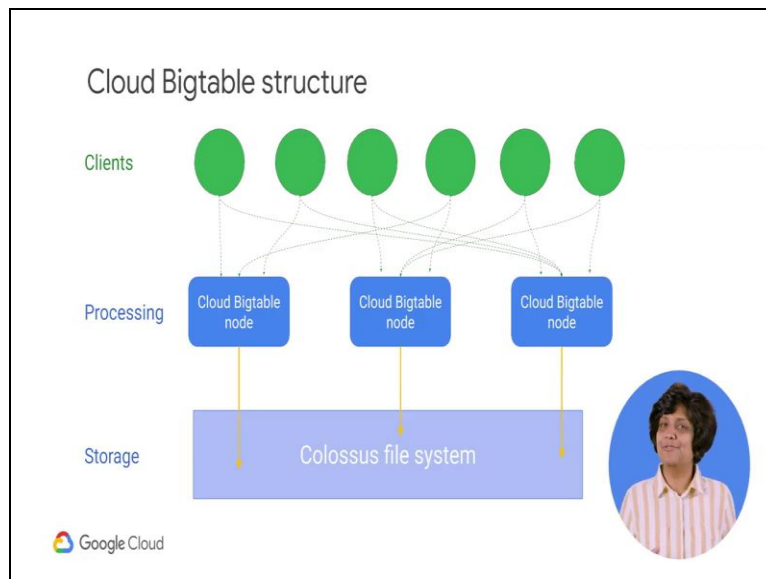 Cloud Bigtable structure
Clients
Processing
Cloud Bigtable
node
Cloud Bigtable
node
Cloud Bigtable
node
Storage
Colossus file system
Google Cloud